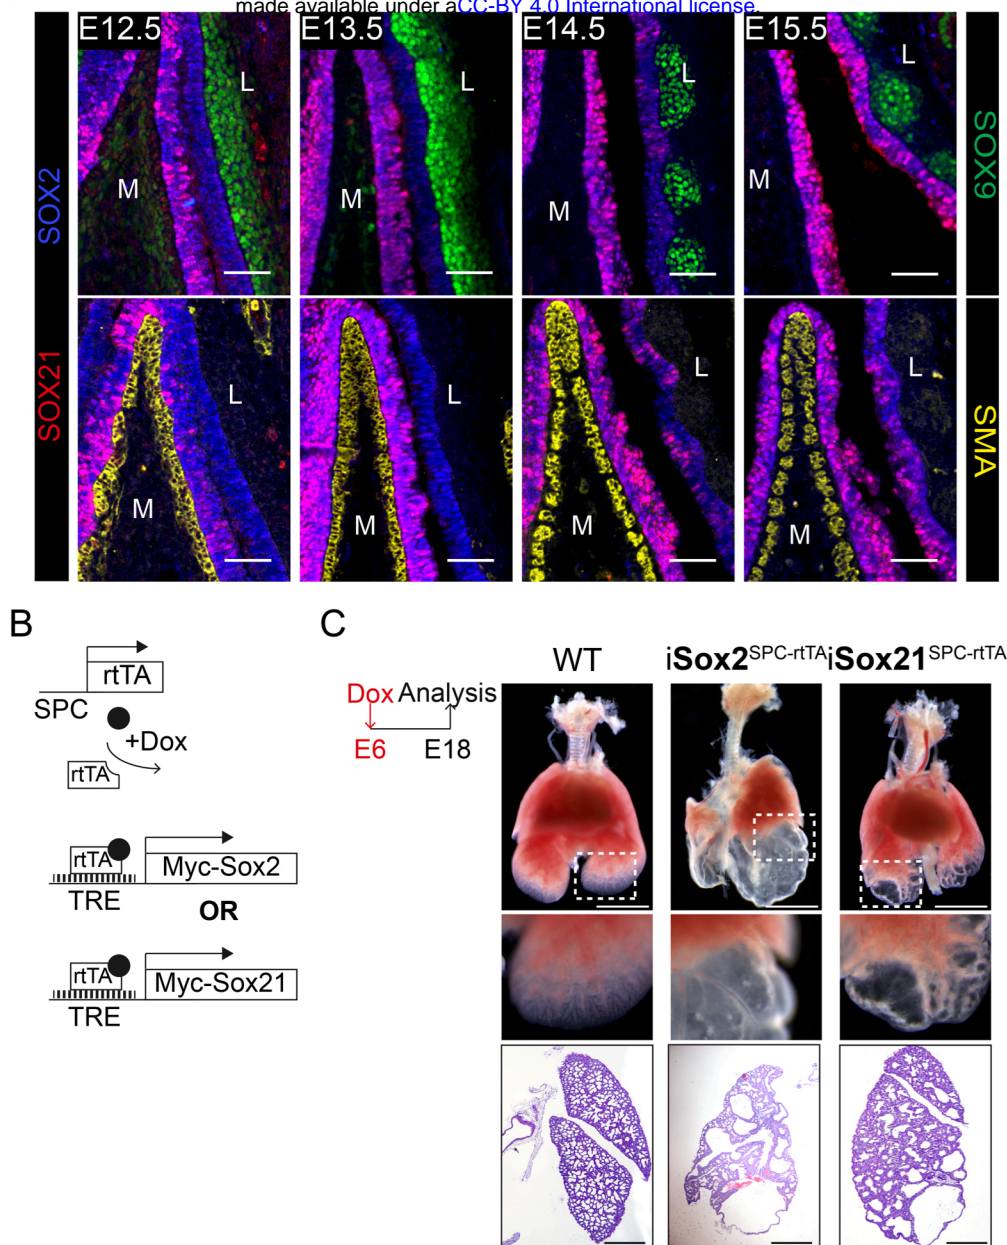 made available under aCC-BY 4.0 International license.
E12.5 E13.5 E14.5 E15.5
L L L L
M M M M
SOX2 SOX9
L L L L
M M M M
SOX21 SMA
B
rtTA
SPC
+Dox
rtTA
rtTA
Myc-Sox2
TRE
OR
rtTA
Myc-Sox21
TRE
C
WT iSox2SPC-rtTA iSox21SPC-rtTA
Dox Analysis
E6 E18